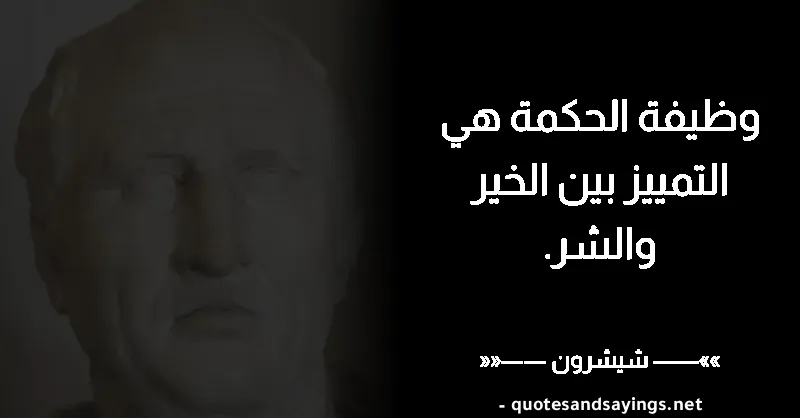 وظيفة الحكمة هي
التمييز بين الخير
والشر.
»»—— شيشرون ——««
- quotesandsayings.net